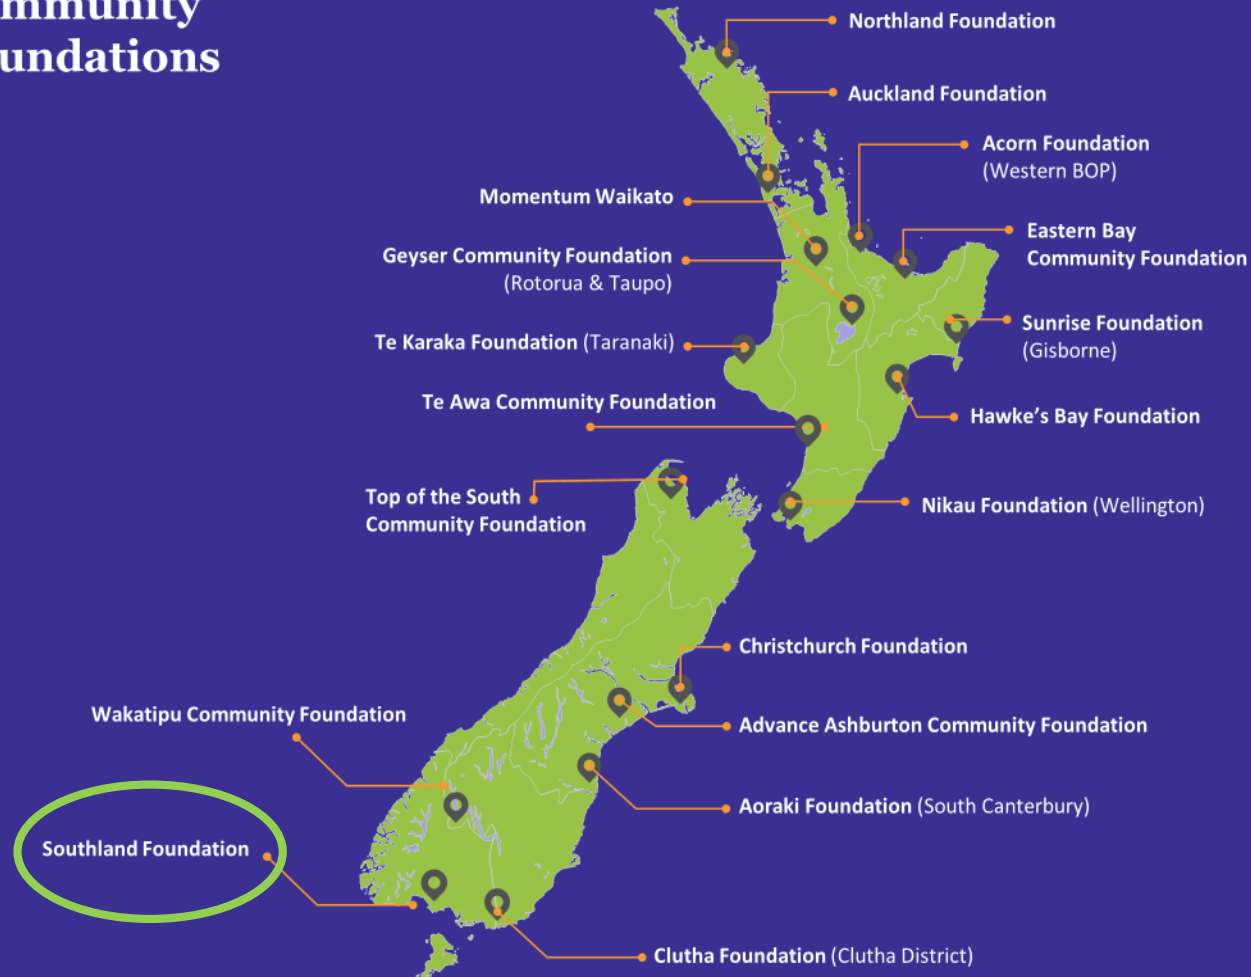 mmunity
undations
Northland Foundation
Auckland Foundation
Acorn Foundation
(Western BOP)
Momentum Waikato
Eastern Bay
Community Foundation
Geyser Community Foundation
(Rotorua & Taupo)
Sunrise Foundation
(Gisborne)
Te Karaka Foundation (Taranaki)
Te Awa Community Foundation
Hawke's Bay Foundation
Top of the South
Community Foundation
Nikau Foundation (Wellington)
Christchurch Foundation
Wakatipu Community Foundation
Advance Ashburton Community Foundation
Aoraki Foundation (South Canterbury)
Southland Foundation
Clutha Foundation (Clutha District)